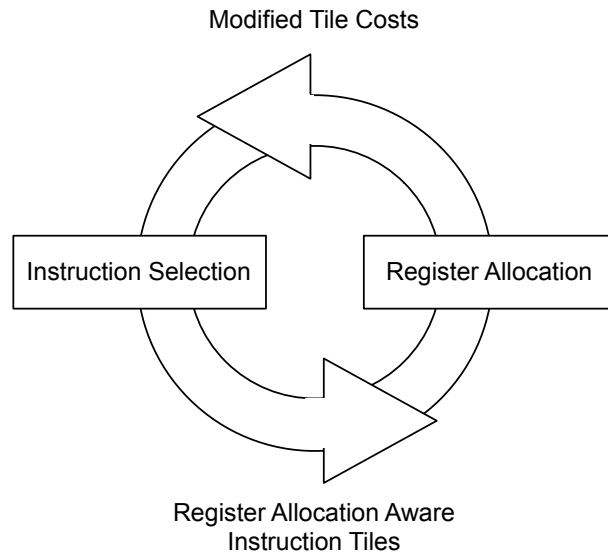 Modified Tile Costs
Instruction Selection
Register Allocation
Register Allocation Aware
Instruction Tiles